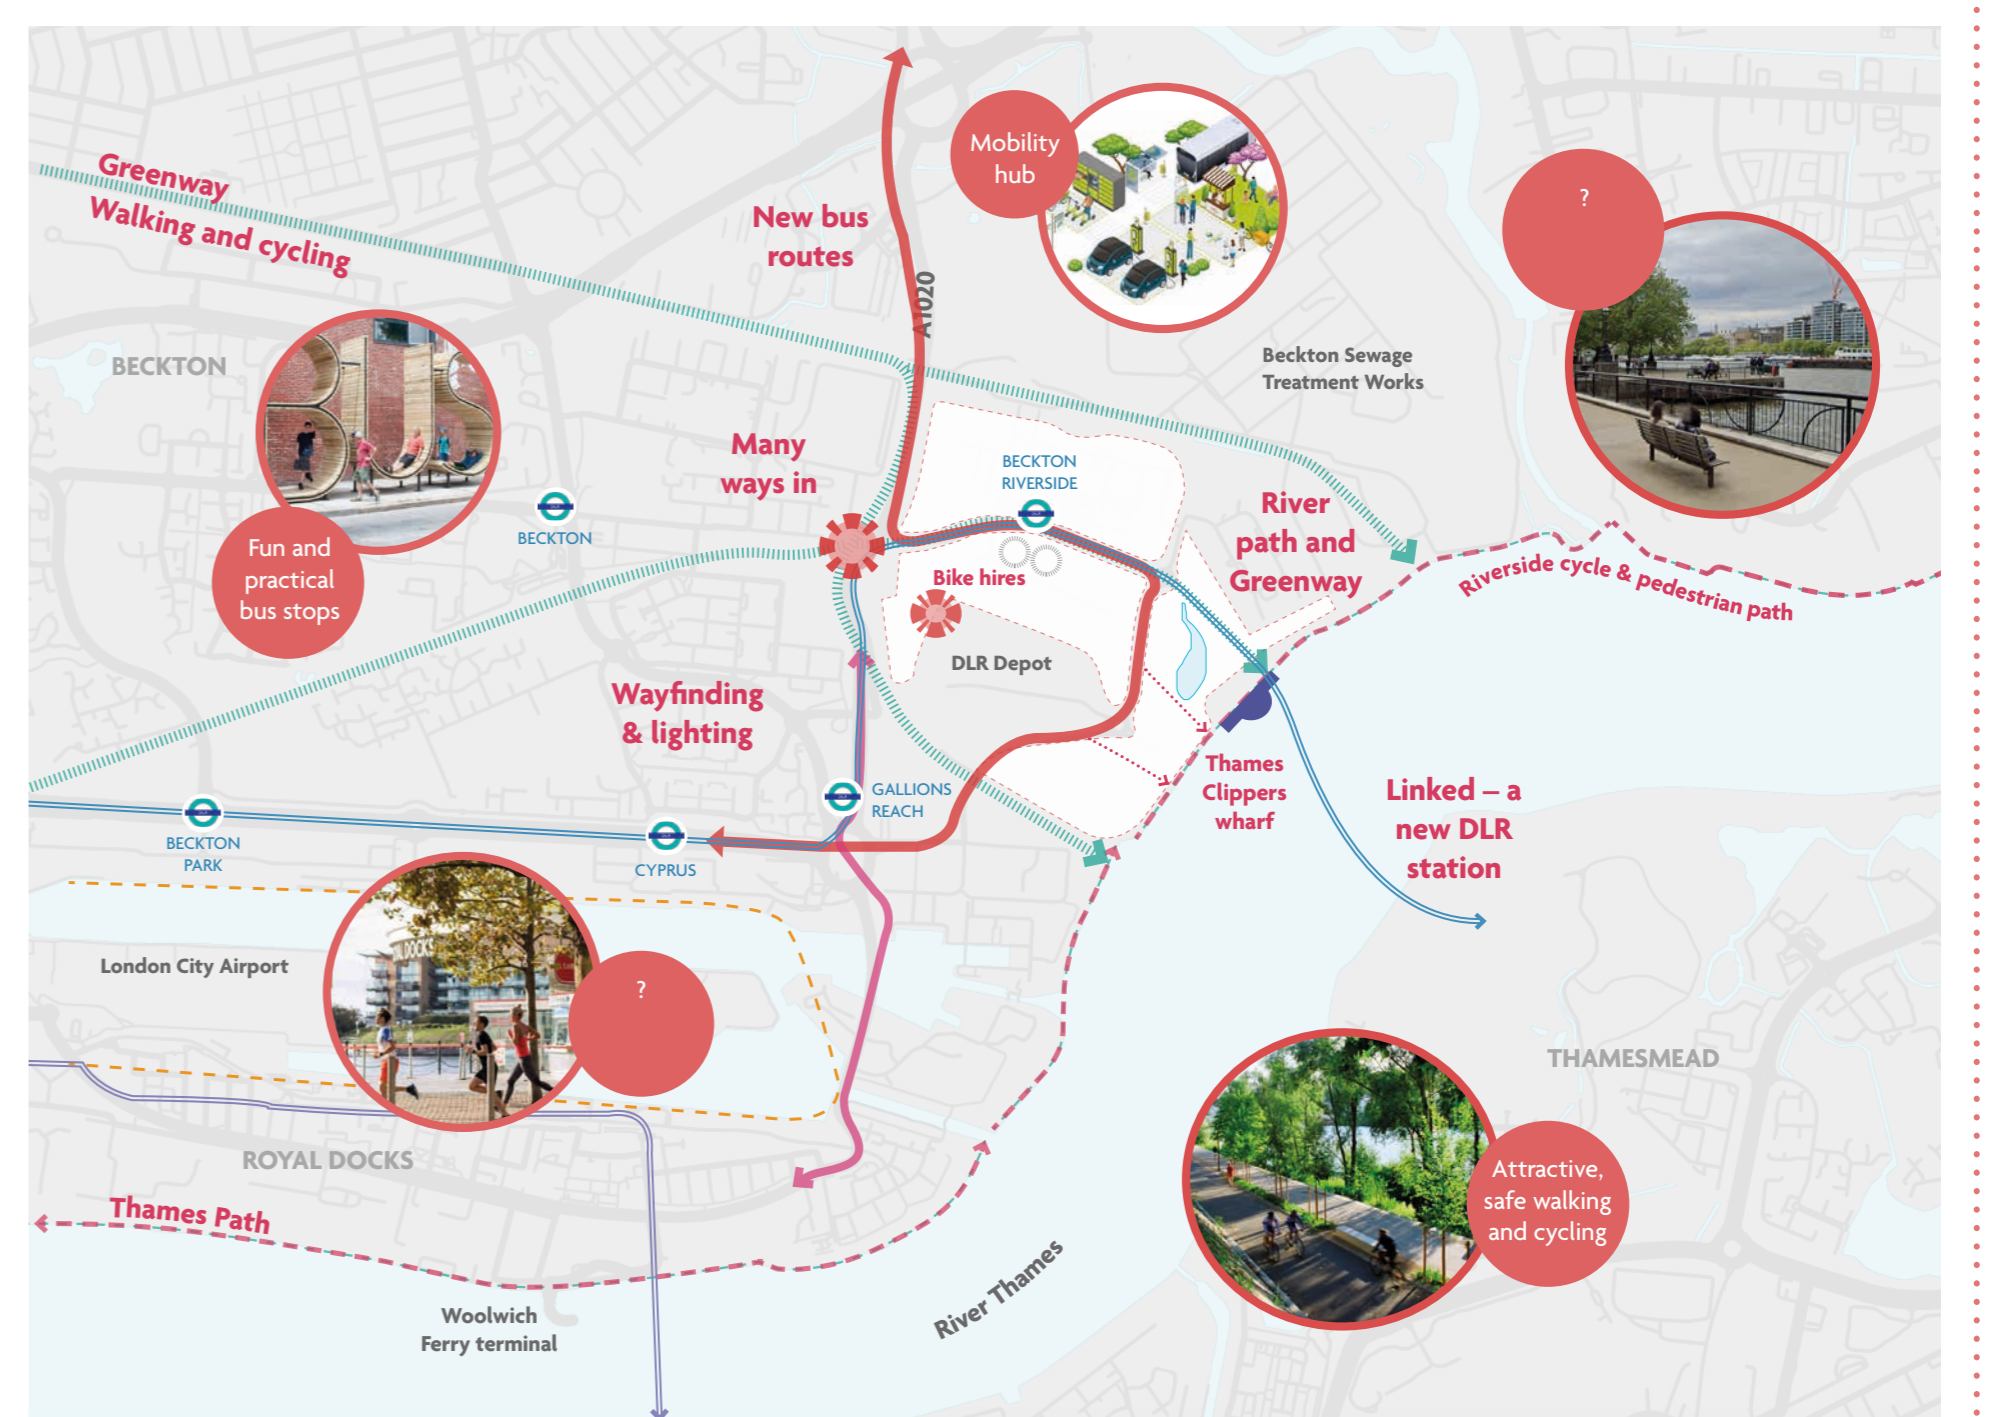 Greenway
Walking and cycling
New bus
routes
A1020
Mobility
hub
?
BECKTON
Beckton Sewage
Treatment Works
Many
ways in
BECKTON
RIVERSIDE
River
path and
Greenway
BECKTON
Fun and
practical
bus stops
Bike hires
Riverside cycle & pedestrian path
DLR Depot
Wayfinding
& lighting
Thames
Clippers
wharf
GALLIONS
REACH
Linked – a
new DLR
station
BECKTON
PARK
CYPRUS
London City Airport
ROYAL DOCKS
?
THAMESMEAD
ROYAL DOCKS
Attractive,
safe walking
and cycling
Thames Path
River Thames
Woolwich
Ferry terminal